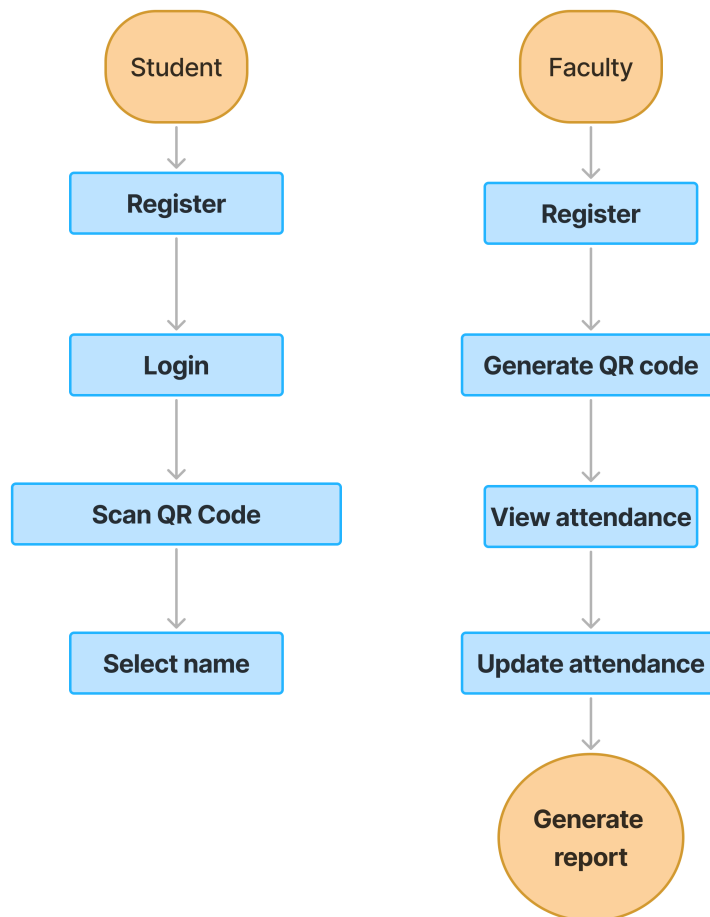 Student
Register
Login
Scan QR Code
Select name
Faculty
Register
Generate QR code
View attendance
Update attendance
Generate
report